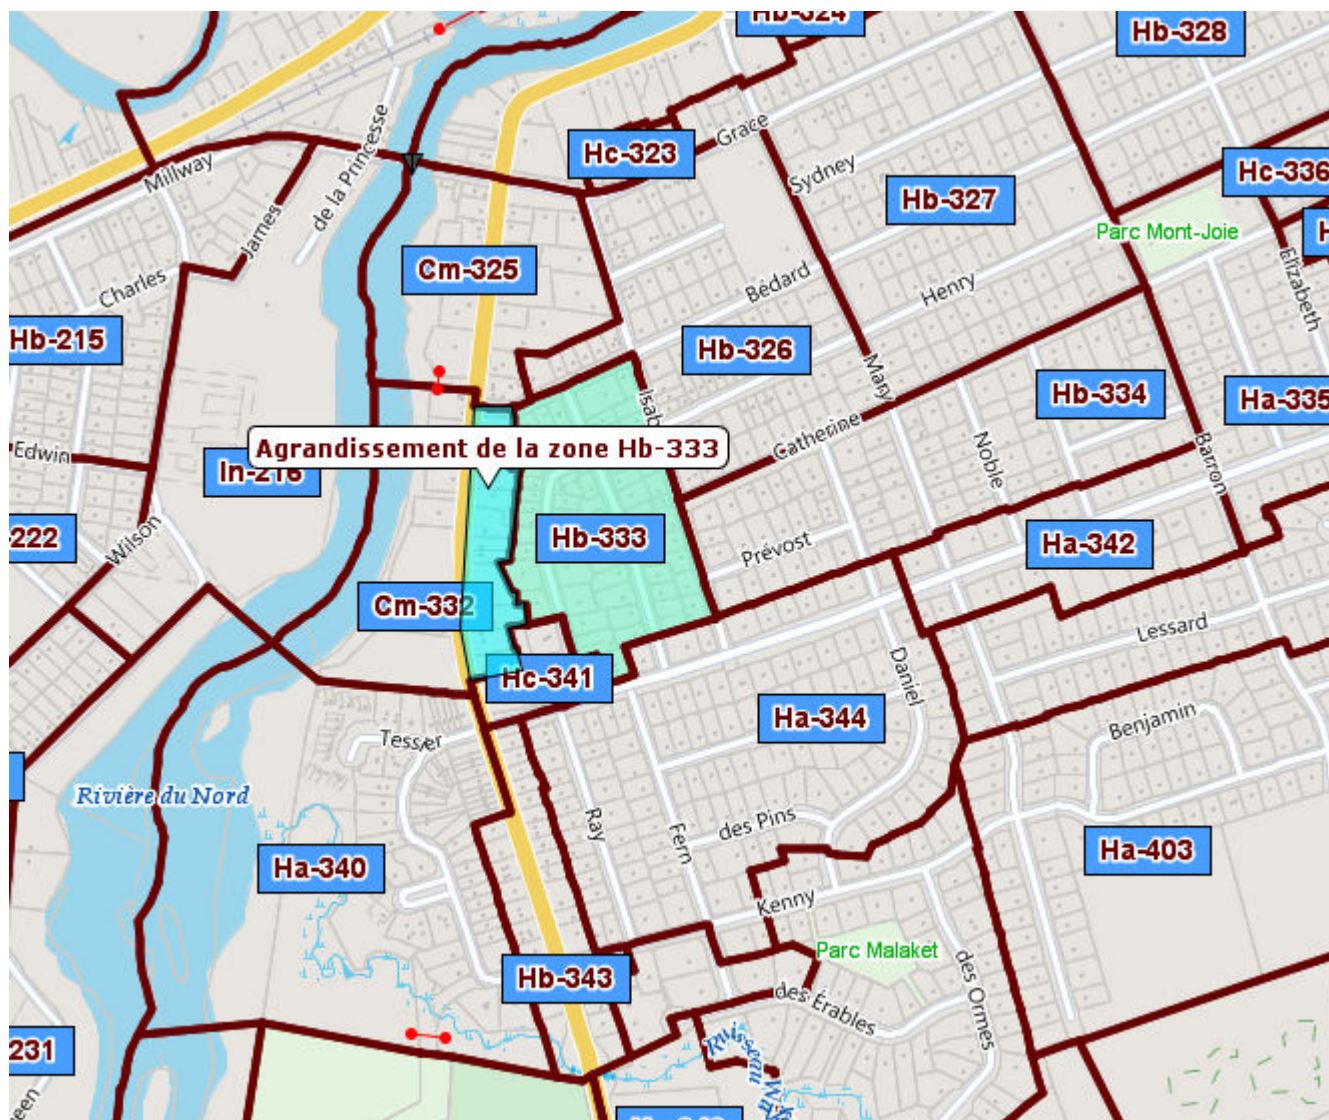 Hb-324
Hb-328
Grace
Hc-323
Millway
de la Princesse
Sydney
Hc-336
Hb-327
James
Parc Mont-Joie
H
Cm-325
Bédard
Henry
Elizabeth
Charles
Hb-215
Hb-326
Mary
Isab
Hb-334
Ha-335
Catherine
Agrandissement de la zone Hb-333
Edwin
In-216
Noble
Barron
-222
Wilson
Hb-333
Prévost
Ha-342
Cm-332
Lessard
Hc-341
Daniel
Ha-344
Benjamin
Tessier
Rivière du Nord
Ray
Fern
des Pins
Ha-403
Ha-340
Kenny
Parc Malaket
des Ormes
Hb-343
des Érables
231
Ruisseau
een